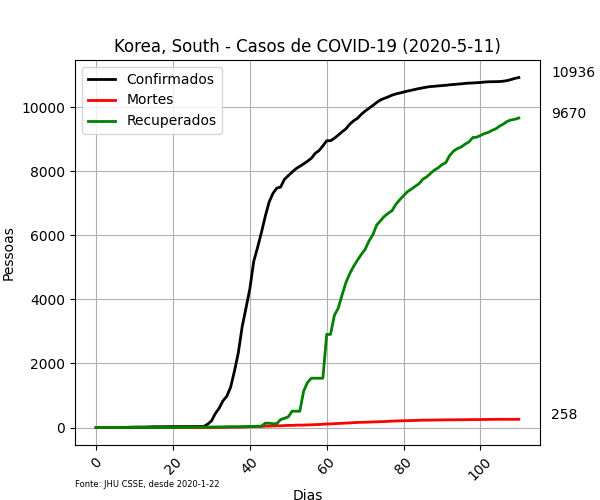 Korea, South - Casos de COVID-19 (2020-5-11)
Confirmados
Mortes
Recuperados
10936
9670
258
Pessoas
10000
8000
6000
4000
2000
0
0 20 40 60 80 100
Fonte: JHU CSSE, desde 2020-1-22
Dias